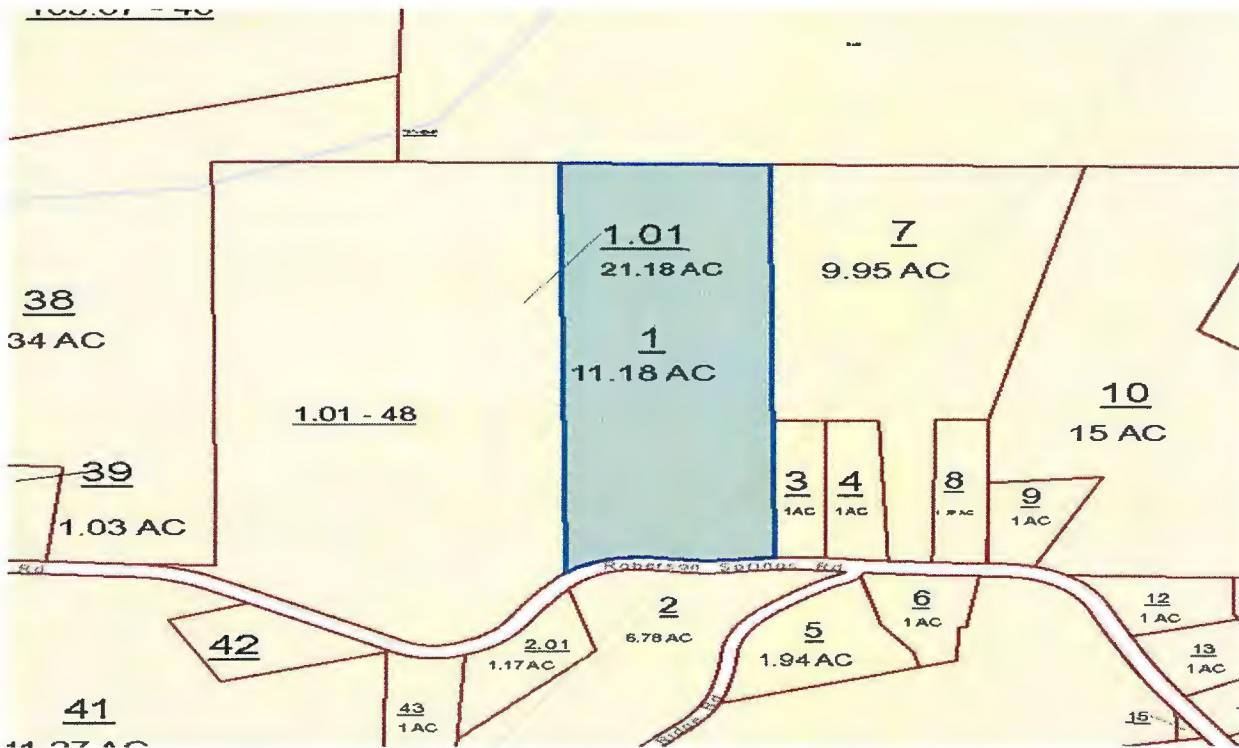 1.01
21.18 AC
7
9.95 AC
38
34 AC
1
11.18 AC
1.01 - 48
10
15 AC
39
1.03 AC
3
1AC
4
1AC
8
9
1 AC
Rd
Roberson Springs Rd
2
6.78 AC
6
1 AC
12
1 AC
42
2.01
1.17 AC
5
1.94 AC
13
1 AC
41
43
1 AC
Ridge Rd
15